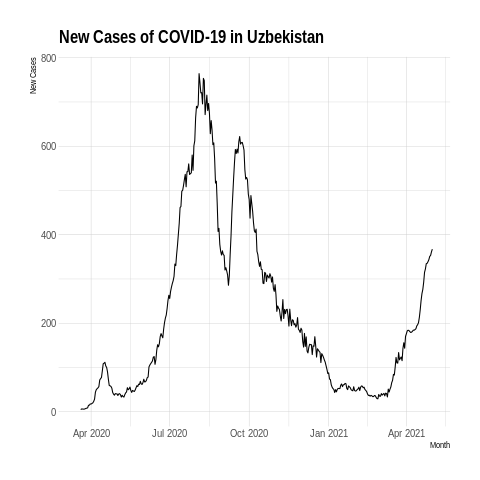 New Cases of COVID-19 in Uzbekistan
New Cases
800
600
400
200
0
Apr 2020 Jul 2020 Oct 2020 Jan 2021 Apr 2021
Month